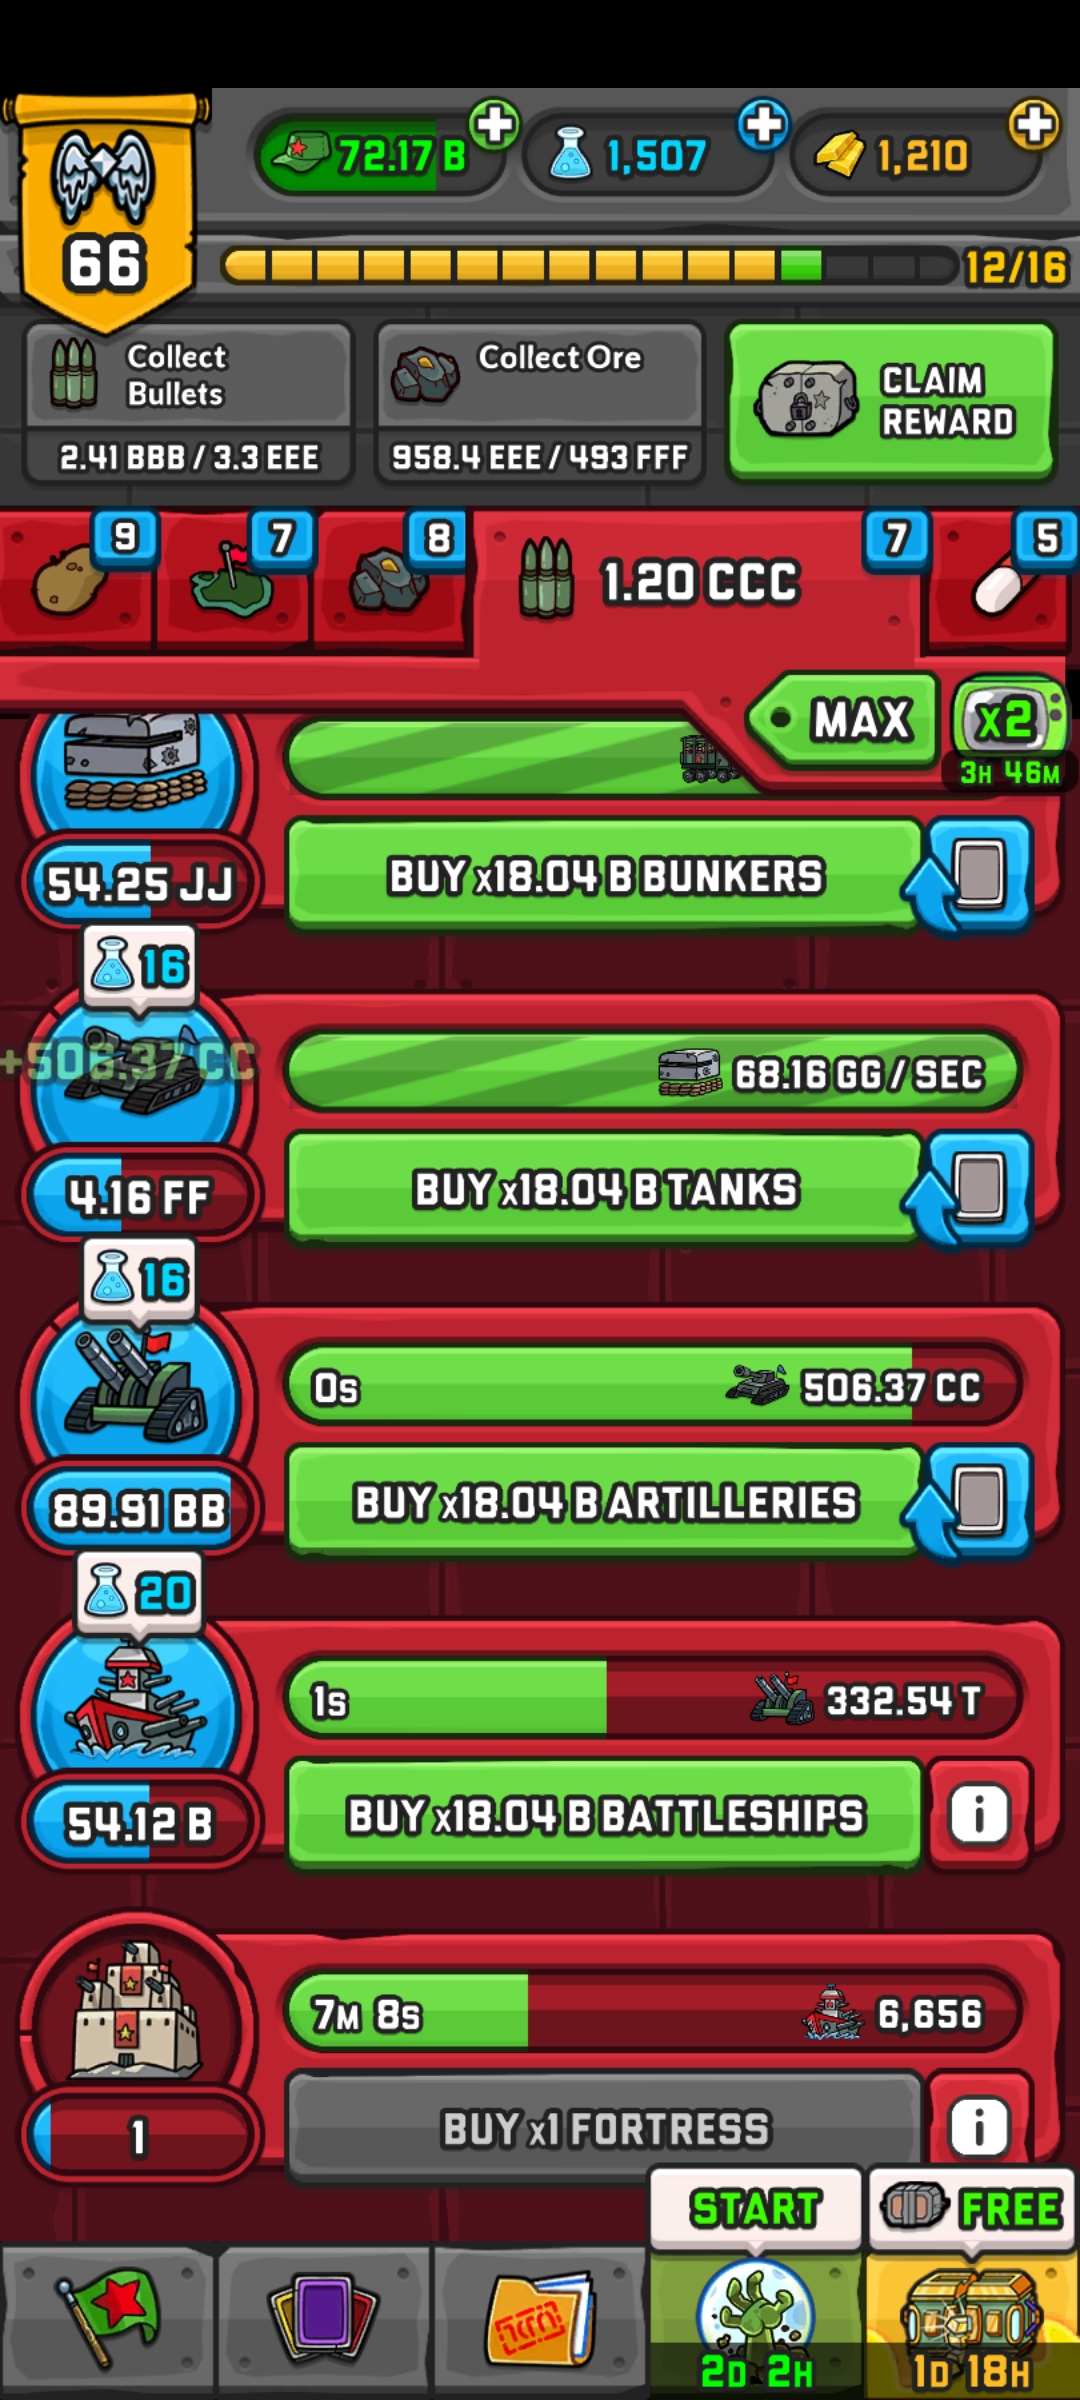 72.17 B
1,507
1,210
66
12/16
Collect
Bullets
2.41 BBB / 3.3 EEE
Collect Ore
958.4 EEE / 493 FFF
CLAIM
REWARD
9
7
8
1.20 CCC
7
5
MAX
x2
3H 46M
54.25 JJ
BUY x18.04 B BUNKERS
16
+506.37 CC
68.16 GG / SEC
4.16 FF
BUY x18.04 B TANKS
16
0s
506.37 CC
89.91 BB
BUY x18.04 B ARTILLERIES
20
1s
332.54 T
54.12 B
BUY x18.04 B BATTLESHIPS
i
7M 8s
6,656
1
BUY x1 FORTRESS
i
START
FREE
2D 2H
1D 18H